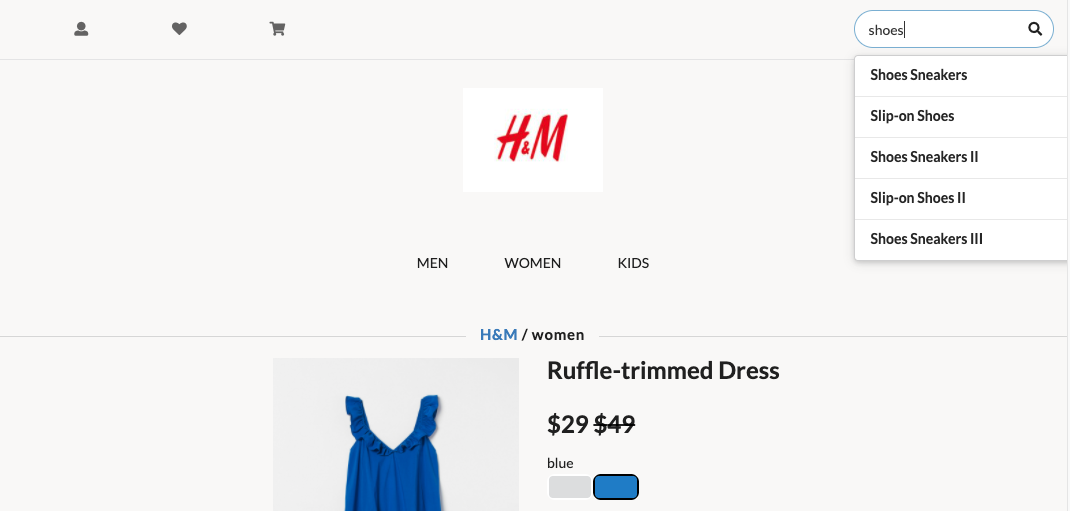 shoes
Shoes Sneakers
Slip-on Shoes
Shoes Sneakers II
Slip-on Shoes II
Shoes Sneakers III
H&M
MEN WOMEN KIDS
H&M / women
Ruffle-trimmed Dress
$29 $49
blue